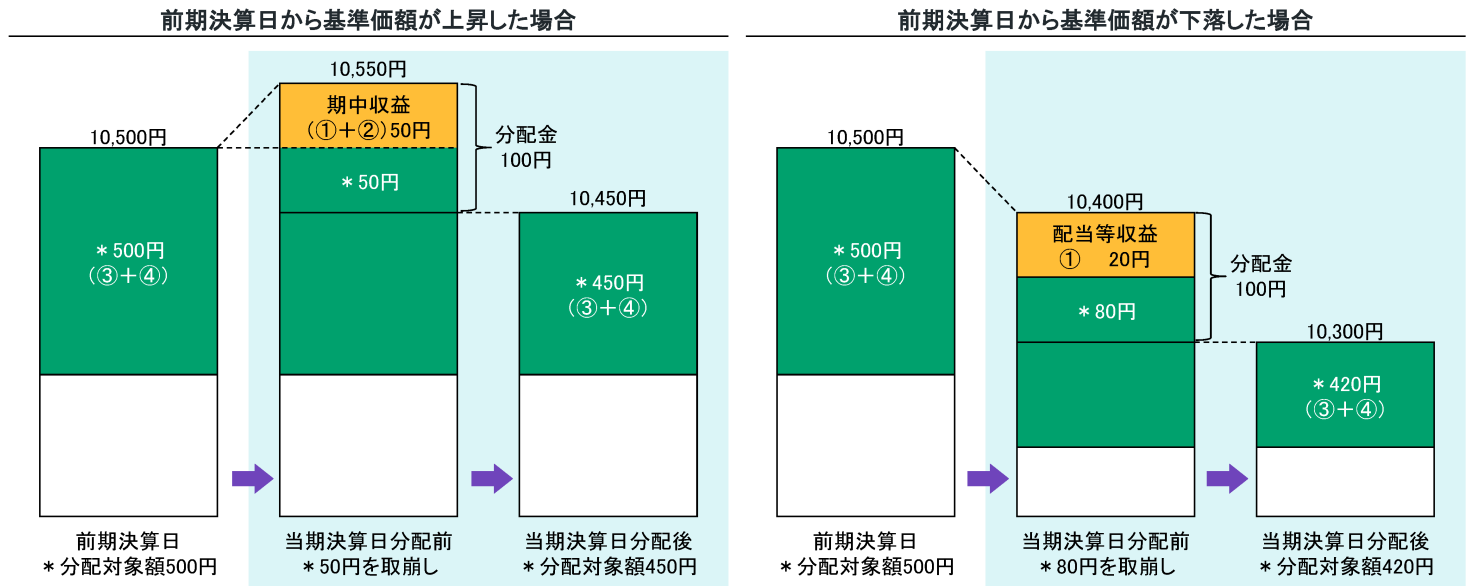 前期決算日から基準価額が上昇した場合
10,550円
期中収益
(①+②)50円
分配金
100円
10,500円
*50円
10,450円
*500円
(③+④)
*450円
(③+④)
前期決算日
*分配対象額500円
当期決算日分配前
*50円を取崩し
当期決算日分配後
*分配対象額450円
前期決算日から基準価額が下落した場合
10,500円
10,400円
配当等収益
① 20円
分配金
100円
*500円
(③+④)
*80円
10,300円
*420円
(③+④)
前期決算日
*分配対象額500円
当期決算日分配前
*80円を取崩し
当期決算日分配後
*分配対象額420円